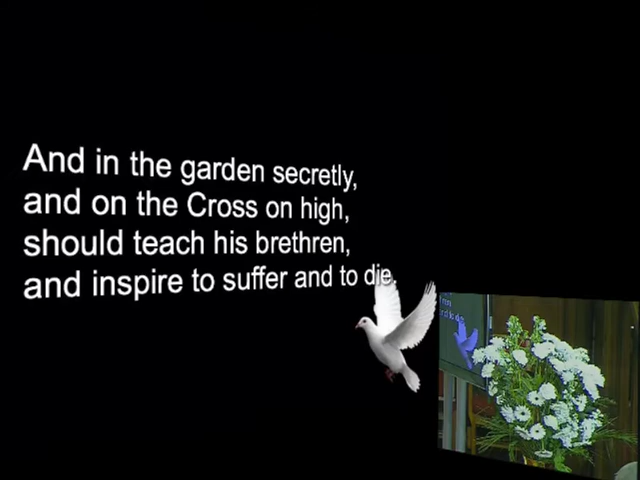 And in the garden secretly,
and on the Cross on high,
should teach his brethren,
and inspire to suffer and to die.